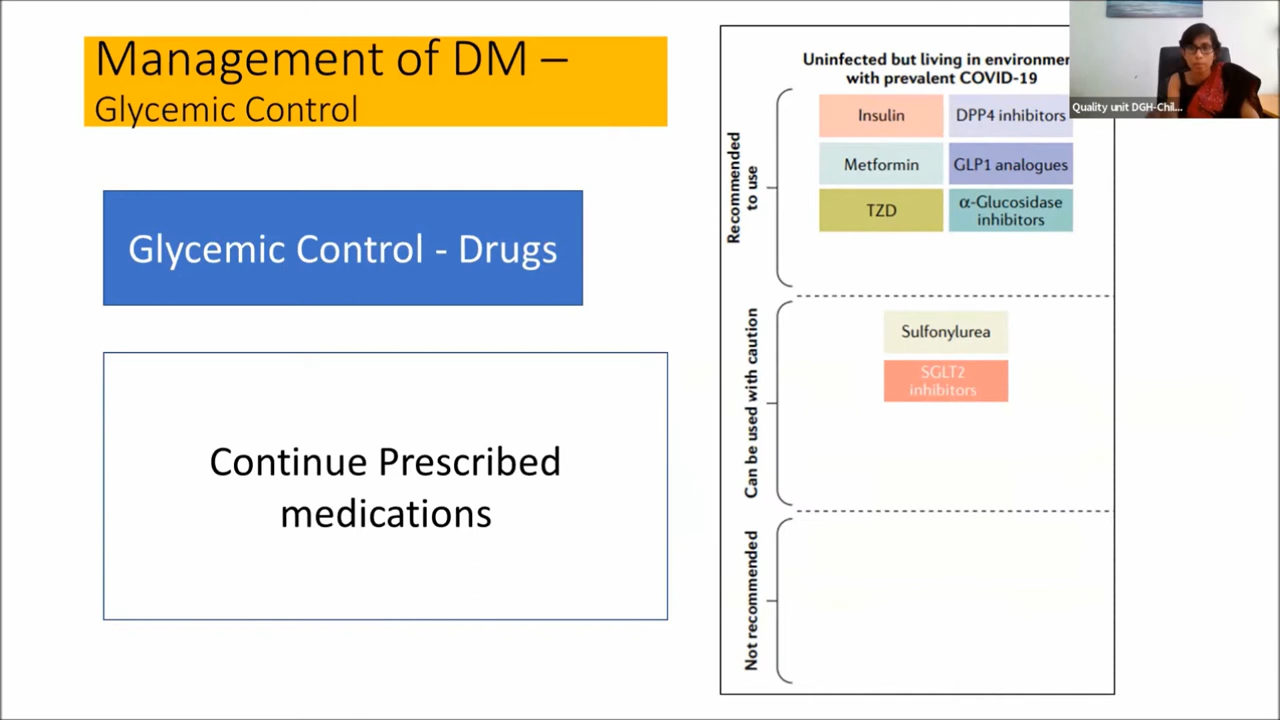 Management of DM –
Glycemic Control
Glycemic Control - Drugs
Continue Prescribed
medications
Uninfected but living in
with prevalent COVID-19
Recommended
to use
Insulin
DPP4 inhibitors
Metformin
GLP1 analogues
TZD
α-Glucosidase
inhibitors
Can be used with caution
Sulfonylurea
SGLT2
inhibitors
Not recommended
Quality unit DGH-Chil...